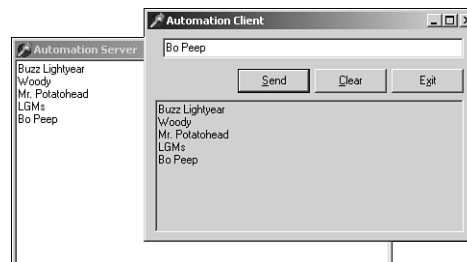 Automation Client
Bo Peep
Send Clear Exit
Buzz Lightyear
Woody
Mr. Potatohead
LGMs
Bo Peep
Automation Server
Buzz Lightyear
Woody
Mr. Potatohead
LGMs
Bo Peep